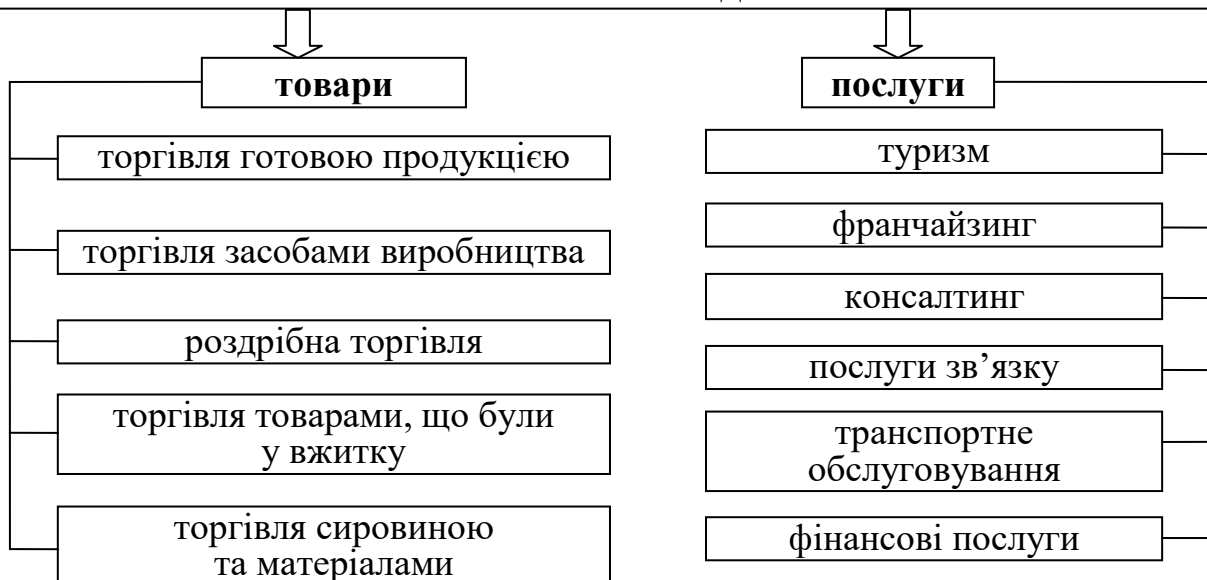 товари
торгівля готовою продукцією
торгівля засобами виробництва
роздрібна торгівля
торгівля товарами, що були
у вжитку
торгівля сировиною
та матеріалами
послуги
туризм
франчайзинг
консалтинг
послуги зв’язку
транспортне
обслуговування
фінансові послуги